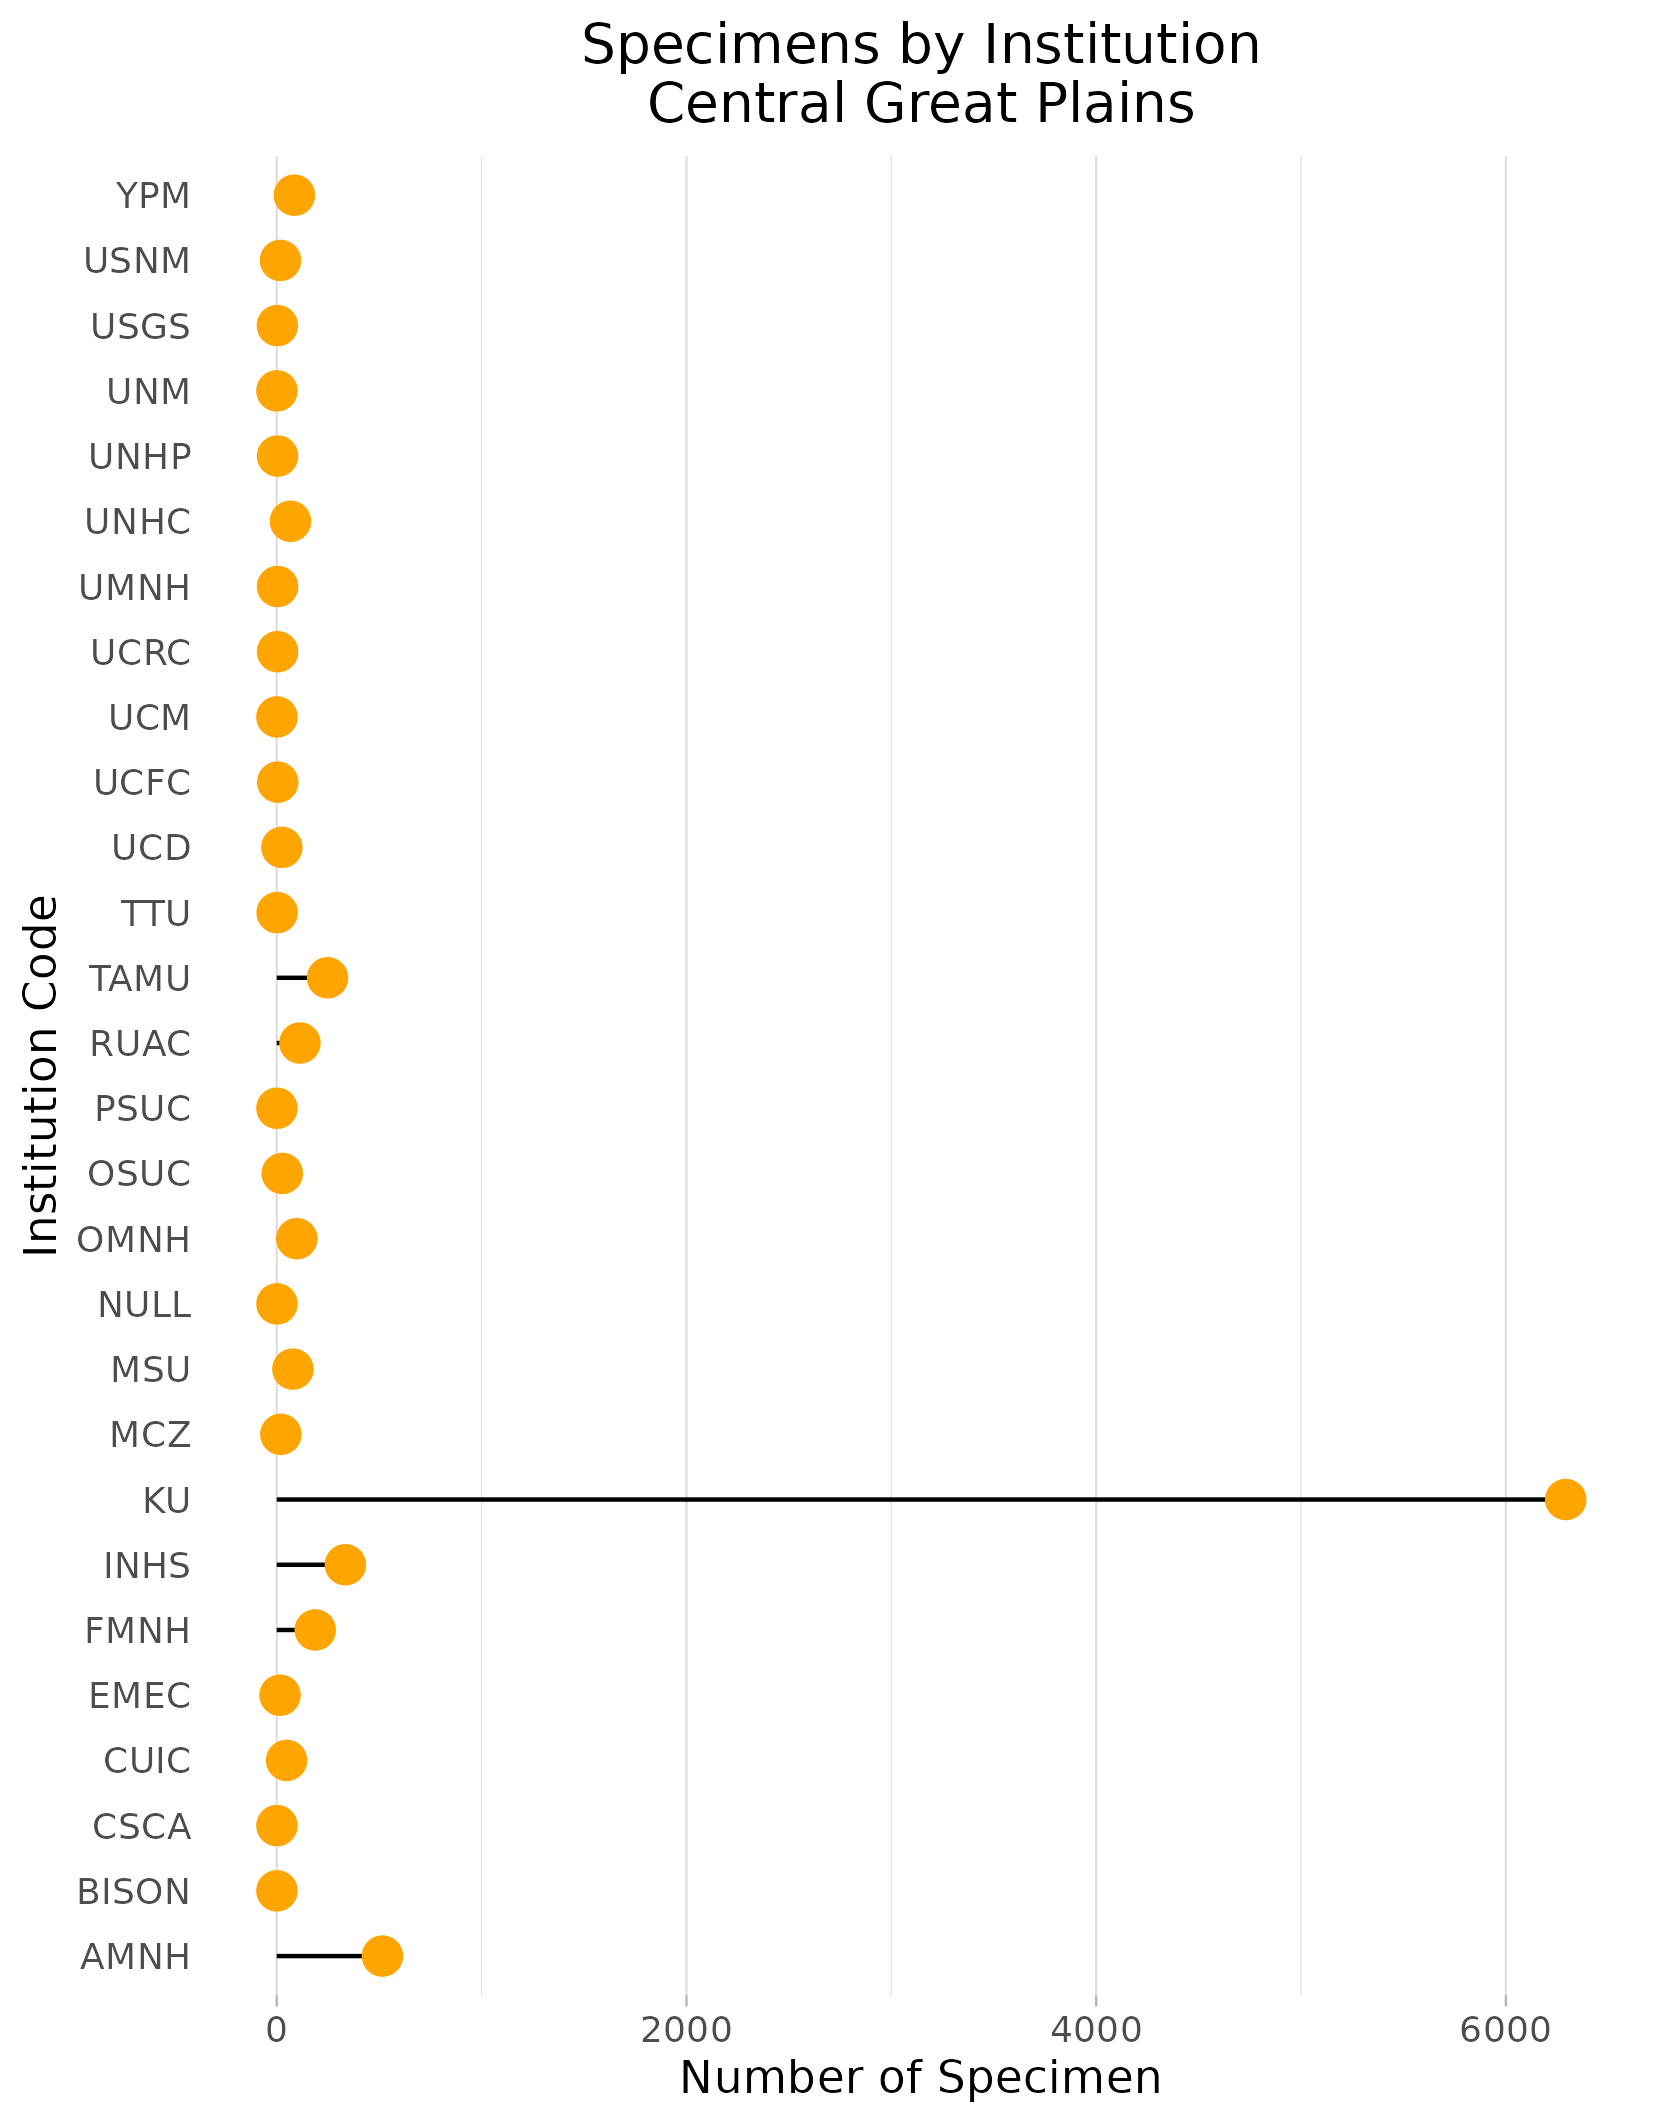 Specimens by Institution
Central Great Plains
YPM
USNM
USGS
UNM
UNHP
UNHC
UMNH
UCRC
UCM
UCFC
UCD
TTU
TAMU
RUAC
PSUC
OSUC
OMNH
NULL
MSU
MCZ
KU
INHS
FMNH
EMEC
CUIC
CSCA
BISON
AMNH
Institution Code
0 2000 4000 6000
Number of Specimen